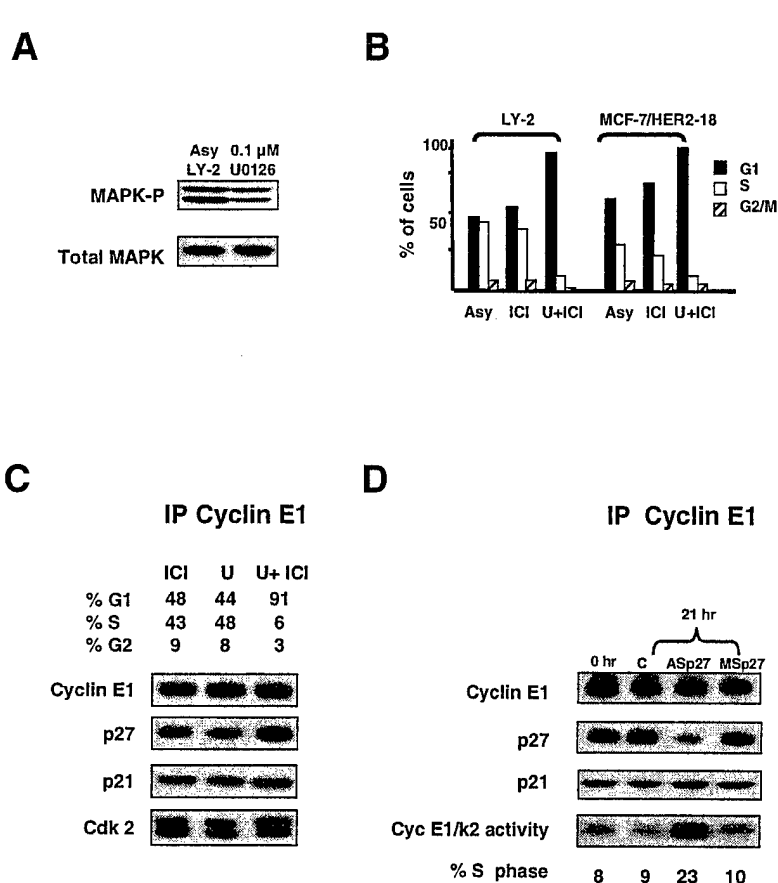 A
Asy 0.1 µM
LY-2 U0126
MAPK-P
Total MAPK
B
LY-2 MCF-7/HER2-18
100
50
% of cells
G1
S
G2/M
Asy ICI U+ICI Asy ICI U+ICI
C
IP Cyclin E1
ICI U U+ ICI
% G1 48 44 91
% S 43 48 6
% G2 9 8 3
Cyclin E1
p27
p21
Cdk 2
D
IP Cyclin E1
21 hr
0 hr C ASp27 MSp27
Cyclin E1
p27
p21
Cyc E1/k2 activity
% S phase 8 9 23 10